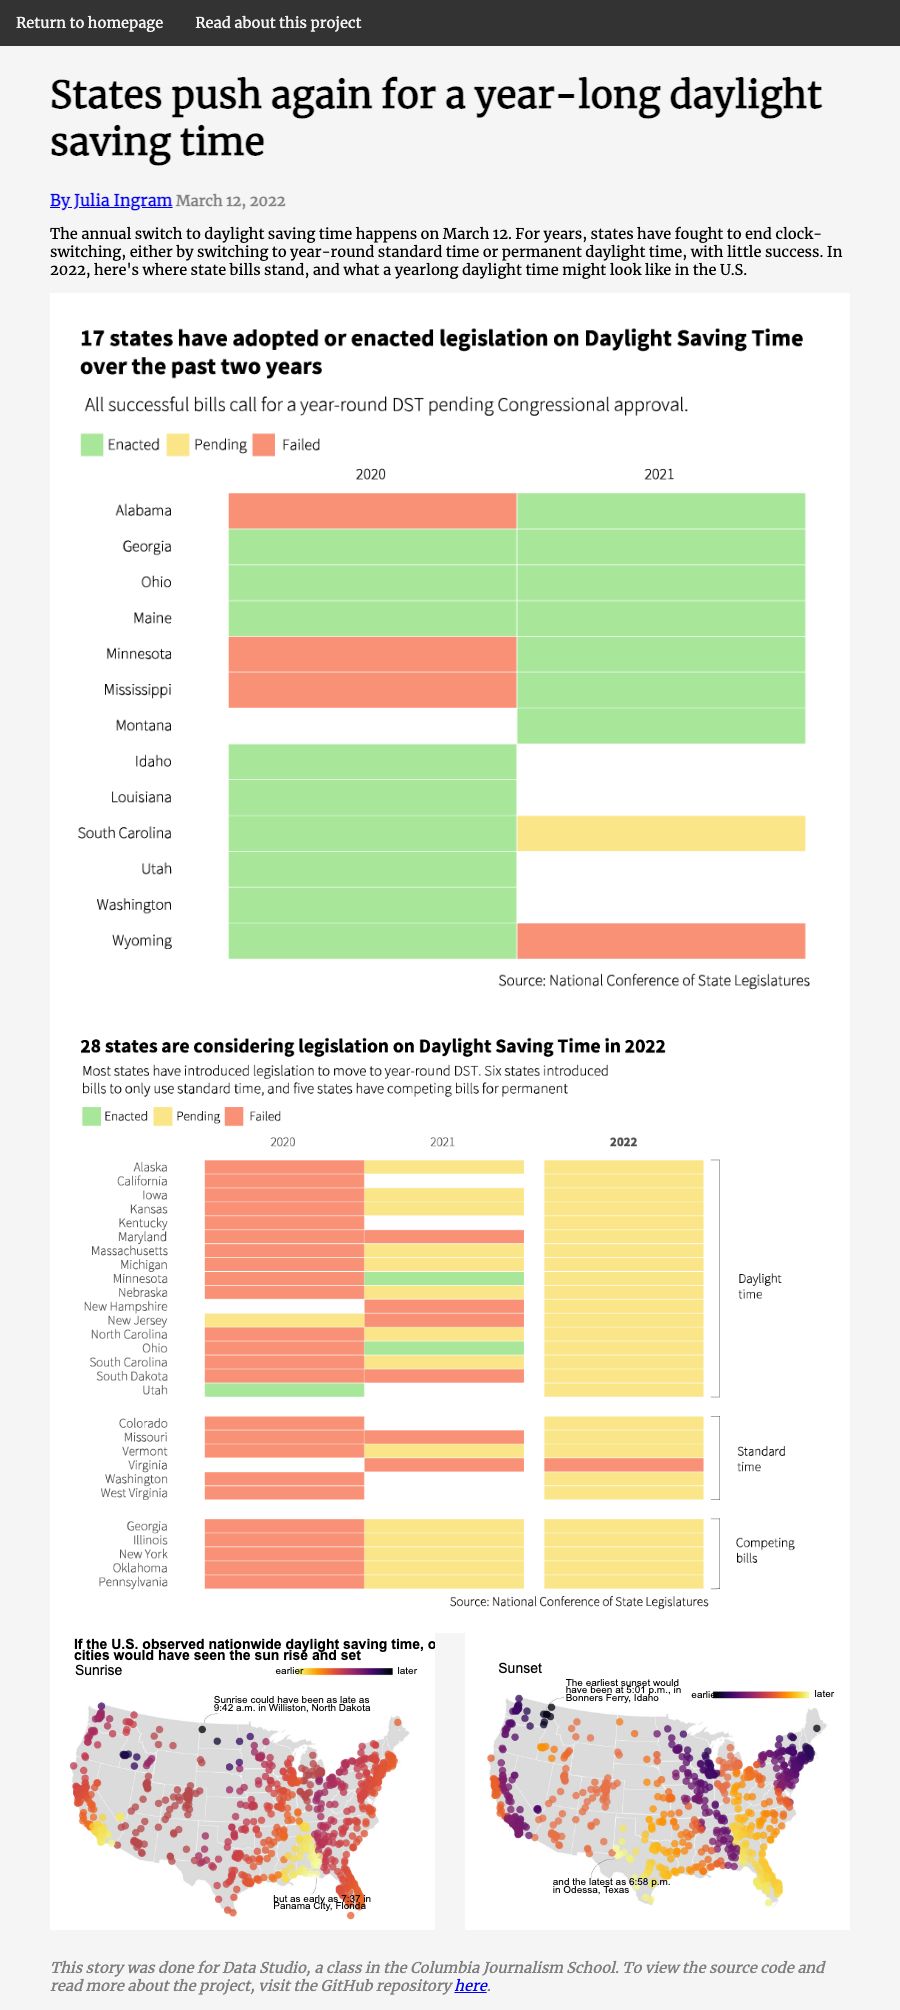 Return to homepage Read about this project
States push again for a year-long daylight
saving time
By Julia Ingram March 12, 2022
The annual switch to daylight saving time happens on March 12. For years, states have fought to end clock-
switching, either by switching to year-round standard time or permanent daylight time, with little success. In
2022, here's where state bills stand, and what a yearlong daylight time might look like in the U.S.
17 states have adopted or enacted legislation on Daylight Saving Time
over the past two years
All successful bills call for a year-round DST pending Congressional approval.
Enacted Pending Failed
2020 2021
Alabama
Georgia
Ohio
Maine
Minnesota
Mississippi
Montana
Idaho
Louisiana
South Carolina
Utah
Washington
Wyoming
Source: National Conference of State Legislatures
28 states are considering legislation on Daylight Saving Time in 2022
Most states have introduced legislation to move to year-round DST. Six states introduced
bills to only use standard time, and five states have competing bills for permanent
Enacted Pending Failed
2020 2021 2022
Alaska
California
Iowa
Kansas
Kentucky
Maryland
Massachusetts
Michigan
Minnesota
Nebraska
New Hampshire
New Jersey
North Carolina
Ohio
South Carolina
South Dakota
Utah
Daylight
time
Colorado
Missouri
Vermont
Virginia
Washington
West Virginia
Standard
time
Georgia
Illinois
New York
Oklahoma
Pennsylvania
Competing
bills
Source: National Conference of State Legislatures
If the U.S. observed nationwide daylight saving time, o
cities would have seen the sun rise and set
Sunrise
earlier later
Sunrise could have been as late as
9:42 a.m. in Williston, North Dakota
but as early as 7:37 in
Panama City, Florida
Sunset
The earliest sunset would
have been at 5:01 p.m., in
Bonners Ferry, Idaho
earlie later
and the latest as 6:58 p.m.
in Odessa, Texas
This story was done for Data Studio, a class in the Columbia Journalism School. To view the source code and
read more about the project, visit the GitHub repository here.